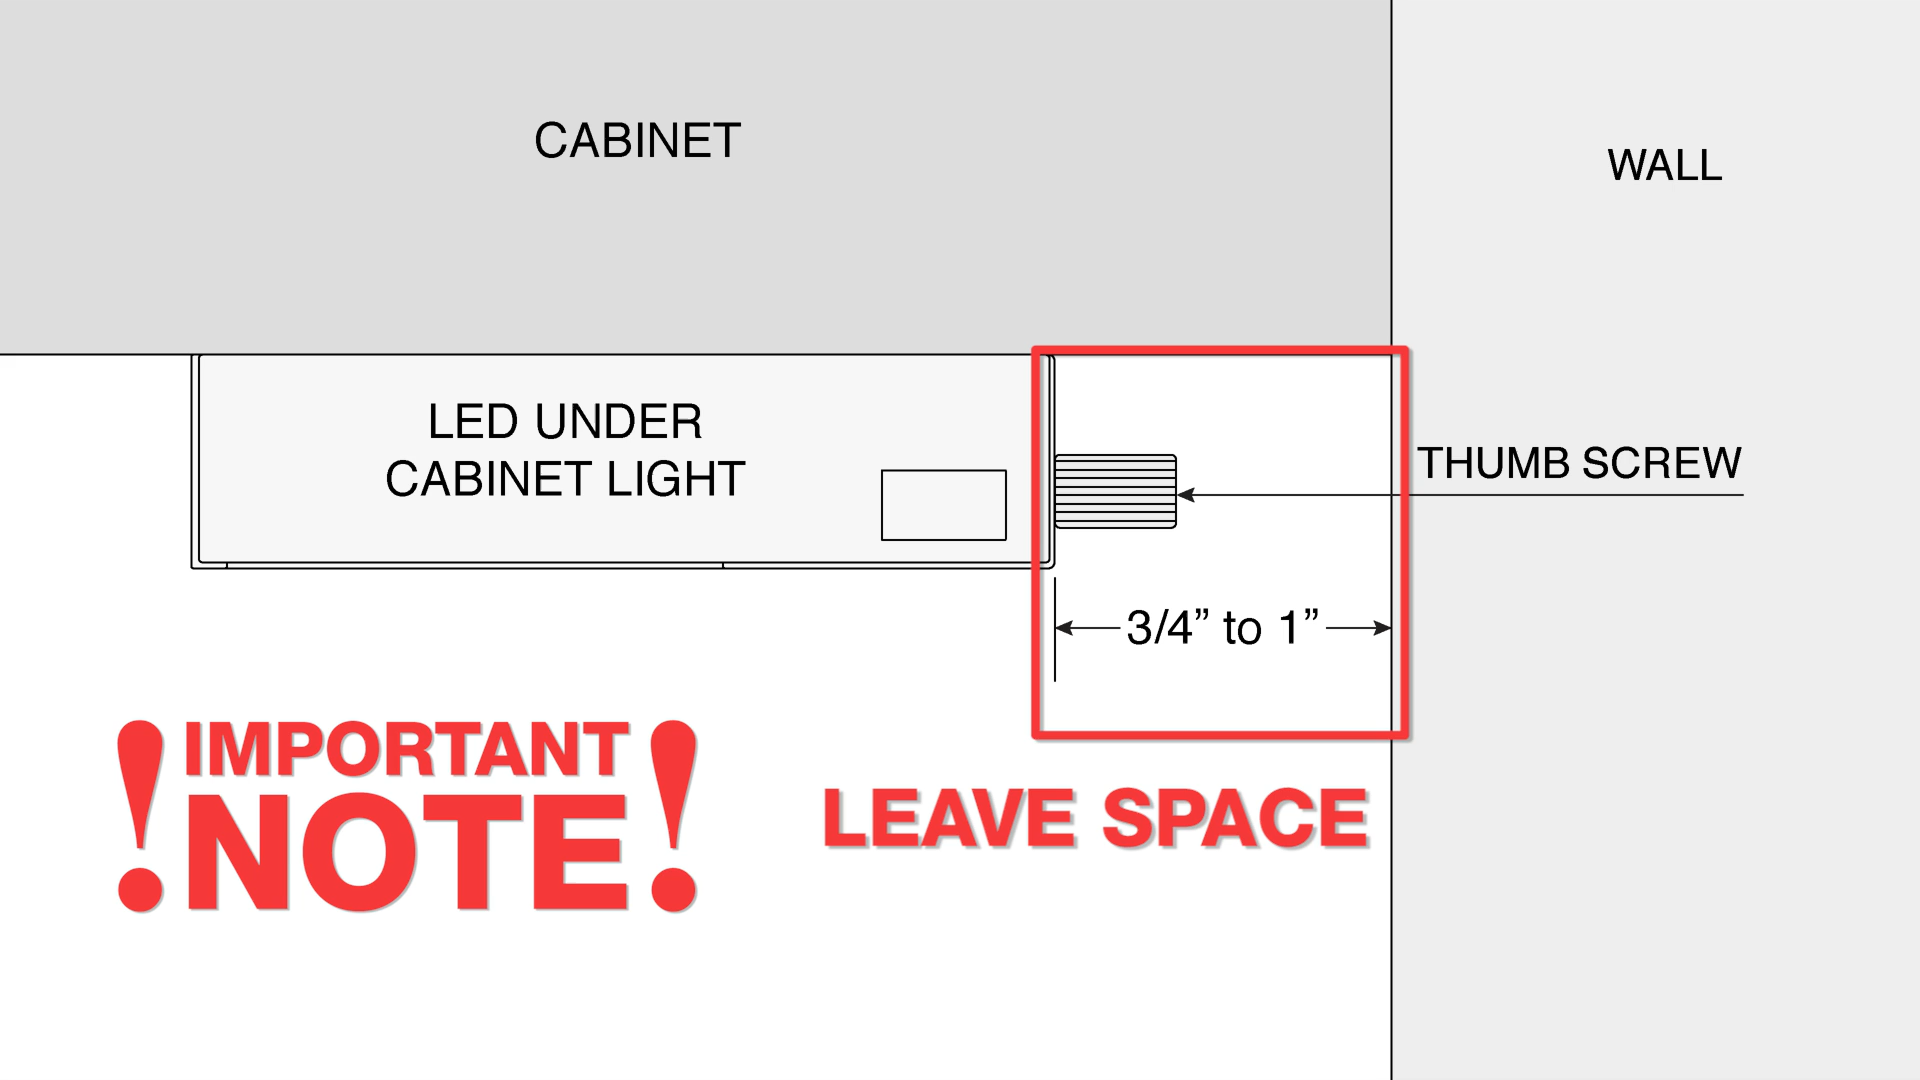 CABINET
WALL
LED UNDER
CABINET LIGHT
THUMB SCREW
3/4” to 1”
! IMPORTANT
NOTE !
LEAVE SPACE